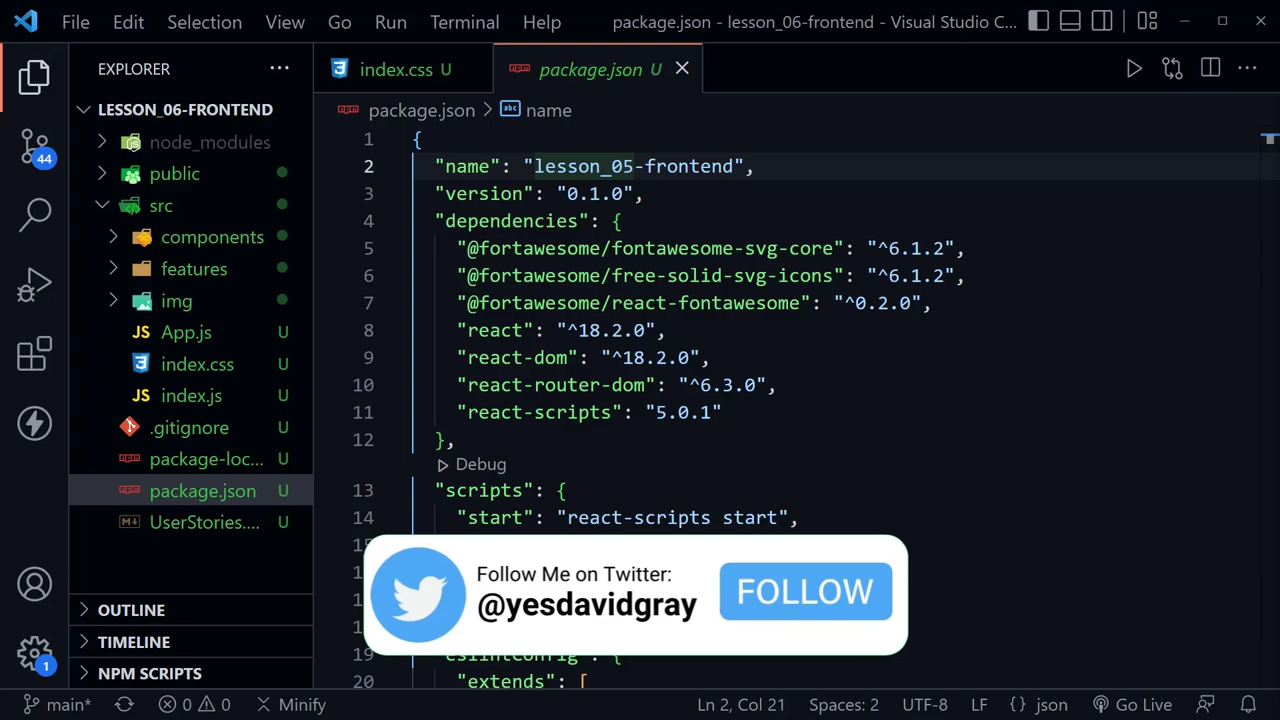 File Edit Selection View Go Run Terminal Help package.json - lesson_06-frontend - Visual Studio C...
EXPLORER
LESSON_06-FRONTEND
node_modules
public
src
components
features
img
JS App.js U
index.css U
JS index.js U
.gitignore U
package-loc... U
package.json U
UserStories.... U
OUTLINE
TIMELINE
NPM SCRIPTS
44
1
index.css U
package.json U
package.json > abc name
1 {
2 "name": "lesson_05-frontend",
3 "version": "0.1.0",
4 "dependencies": {
5 "@fortawesome/fontawesome-svg-core": "^6.1.2",
6 "@fortawesome/free-solid-svg-icons": "^6.1.2",
7 "@fortawesome/react-fontawesome": "^0.2.0",
8 "react": "^18.2.0",
9 "react-dom": "^18.2.0",
10 "react-router-dom": "^6.3.0",
11 "react-scripts": "5.0.1"
12 },
Debug
13 "scripts": {
14 "start": "react-scripts start",
Follow Me on Twitter:
@yesdavidgray
FOLLOW
19 "eslintConfig": {
20 "extends": [
main* 0 0 Minify Ln 2, Col 21 Spaces: 2 UTF-8 LF {} json Go Live